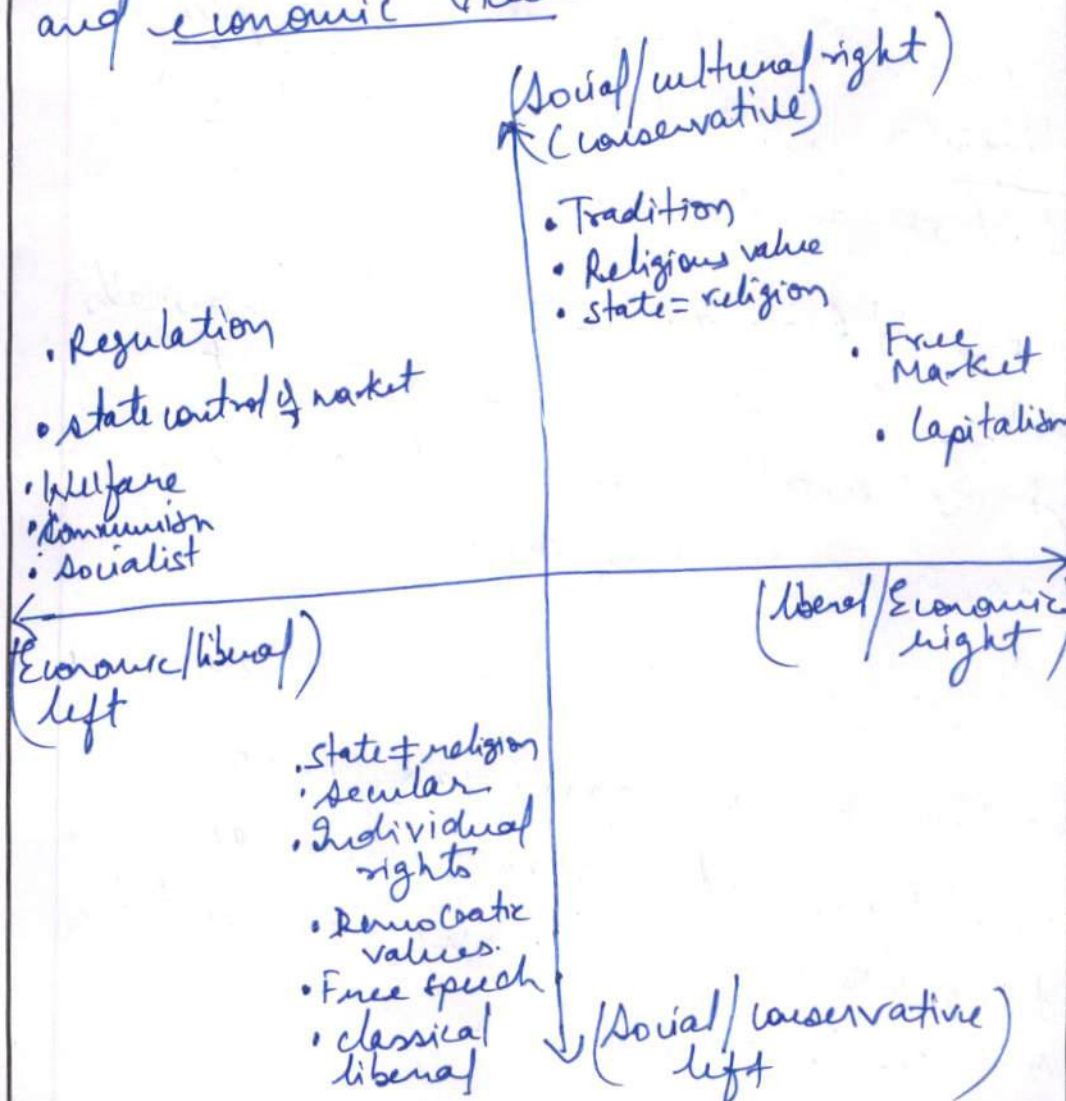 and economic
(Social/cultural right)
(conservative)
• Tradition
• Religious value
• state = religion
• Regulation
• state control of market
• Welfare
• Communism
• Socialist
• Free
Market
• Capitalism
(Economic/liberal)
left
(liberal/Economic
right)
• state ≠ religion
• secular
• Individual
rights
• Democratic
values.
• Free speech
• classical
liberal
(Social/conservative
left)